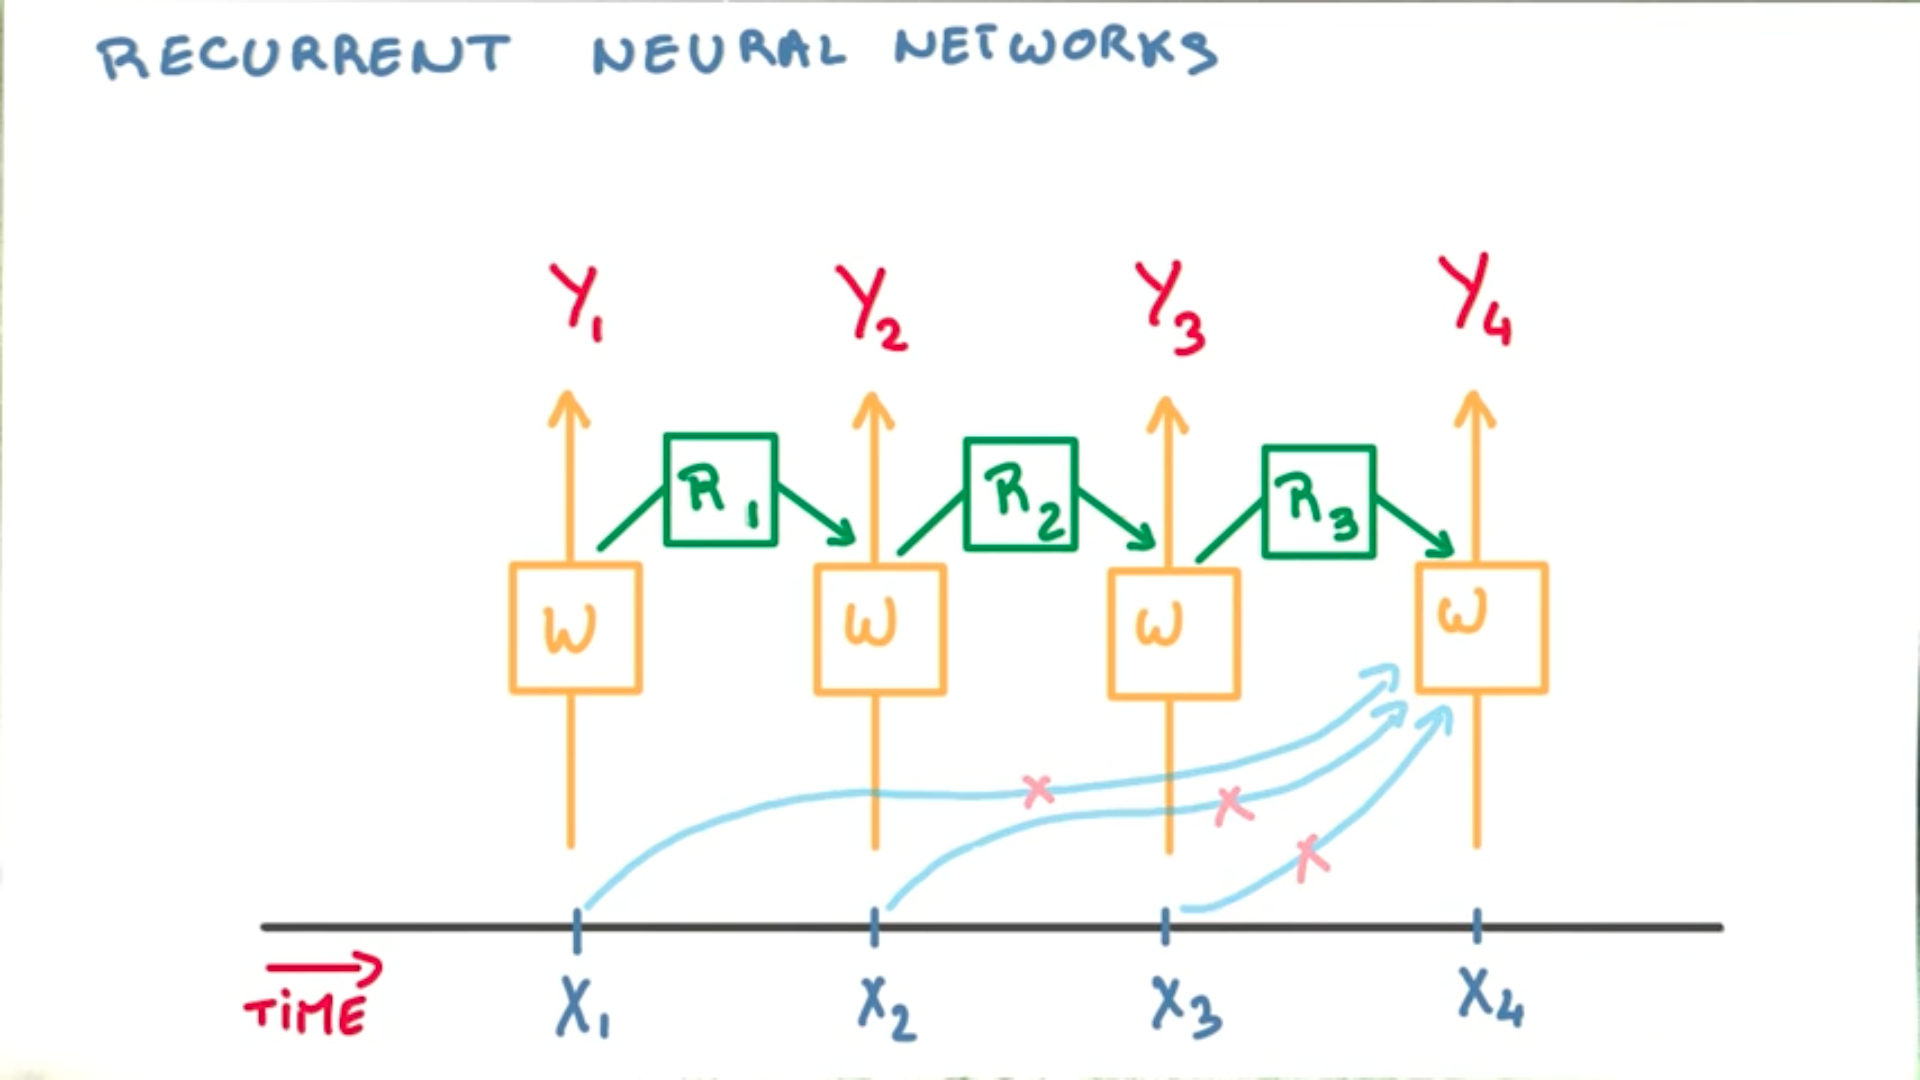 RECURRENT NEURAL NETWORKS
Y1 Y2 Y3 Y4
R1 R2 R3
W W W W
X X X
TIME
X1 X2 X3 X4